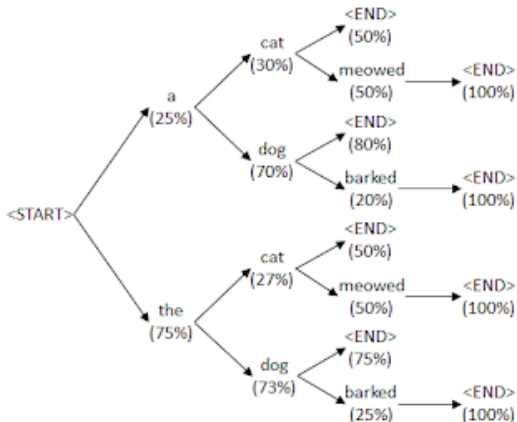 <END>
(50%)
cat
(30%)
meowed
(50%)
<END>
(100%)
a
(25%)
<END>
(80%)
dog
(70%)
barked
(20%)
<END>
(100%)
<START>
<END>
(50%)
cat
(27%)
meowed
(50%)
<END>
(100%)
the
(75%)
<END>
(75%)
dog
(73%)
barked
(25%)
<END>
(100%)